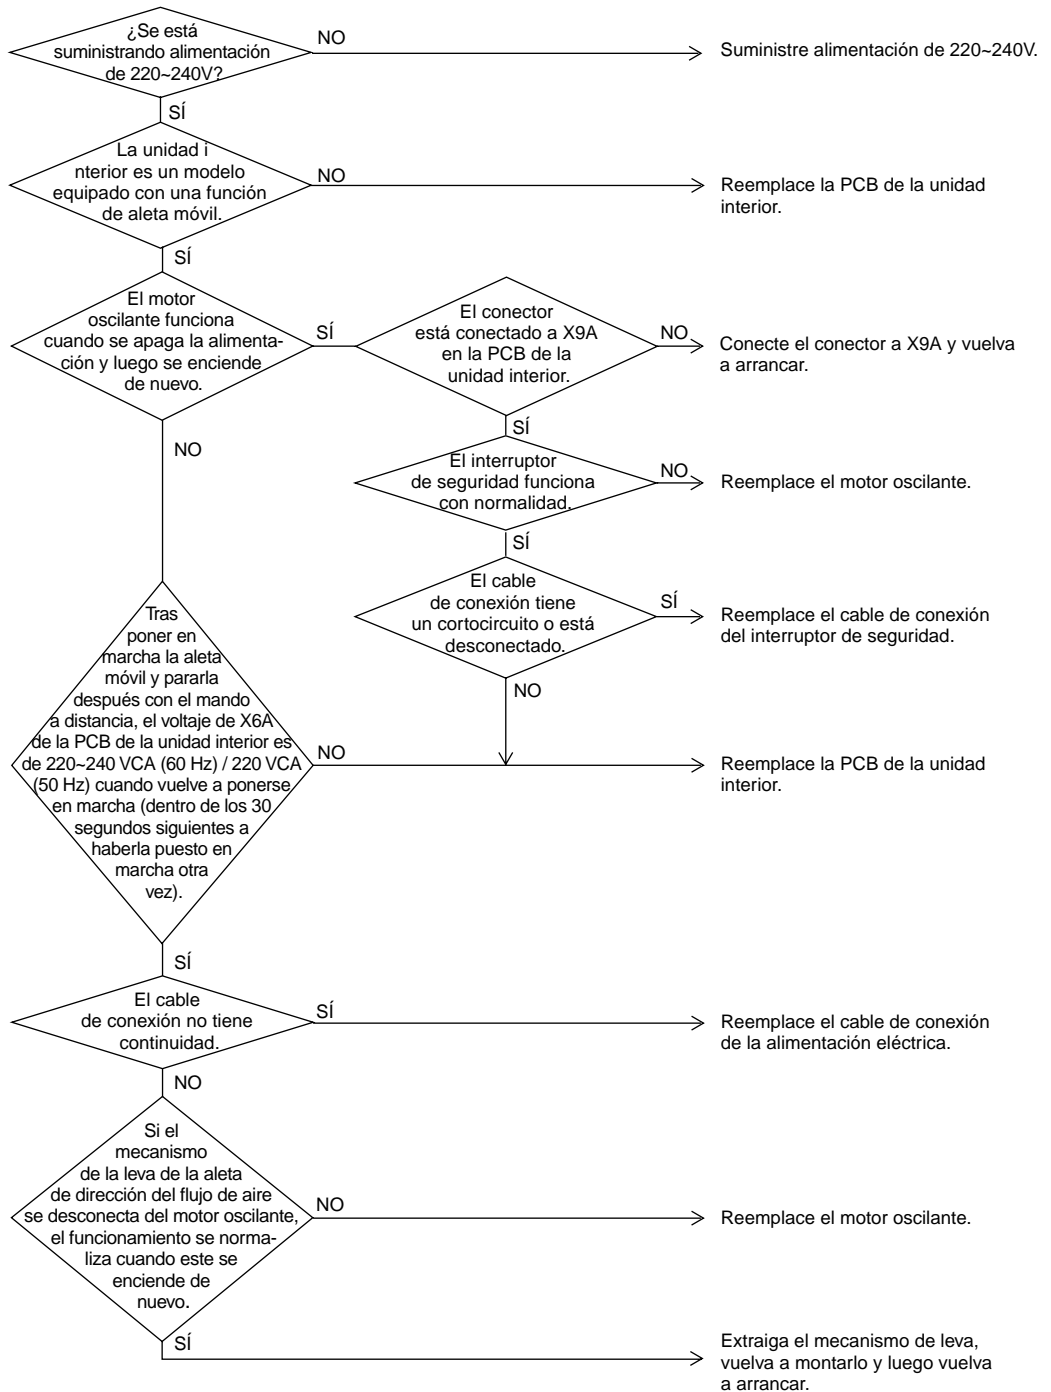 ¿Se está
suministrando alimentación
de 220~240V?
NO
Suministre alimentación de 220~240V.
SÍ
La unidad i
nterior es un modelo
equipado con una función
de aleta móvil.
NO
Reemplace la PCB de la unidad
interior.
SÍ
El motor
oscilante funciona
cuando se apaga la alimenta-
ción y luego se enciende
de nuevo.
SÍ
El conector
está conectado a X9A
en la PCB de la
unidad interior.
NO
Conecte el conector a X9A y vuelva
a arrancar.
SÍ
NO
El interruptor
de seguridad funciona
con normalidad.
NO
Reemplace el motor oscilante.
SÍ
El cable
de conexión tiene
un cortocircuito o está
desconectado.
SÍ
Reemplace el cable de conexión
del interruptor de seguridad.
NO
Tras
poner en
marcha la aleta
móvil y pararla
después con el mando
a distancia, el voltaje de X6A
de la PCB de la unidad interior es
de 220~240 VCA (60 Hz) / 220 VCA
(50 Hz) cuando vuelve a ponerse
en marcha (dentro de los 30
segundos siguientes a
haberla puesto en
marcha otra
vez).
NO
Reemplace la PCB de la unidad
interior.
SÍ
El cable
de conexión no tiene
continuidad.
SÍ
Reemplace el cable de conexión
de la alimentación eléctrica.
NO
Si el
mecanismo
de la leva de la aleta
de dirección del flujo de aire
se desconecta del motor oscilante,
el funcionamiento se norma-
liza cuando este se
enciende de
nuevo.
NO
Reemplace el motor oscilante.
SÍ
Extraiga el mecanismo de leva,
vuelva a montarlo y luego vuelva
a arrancar.